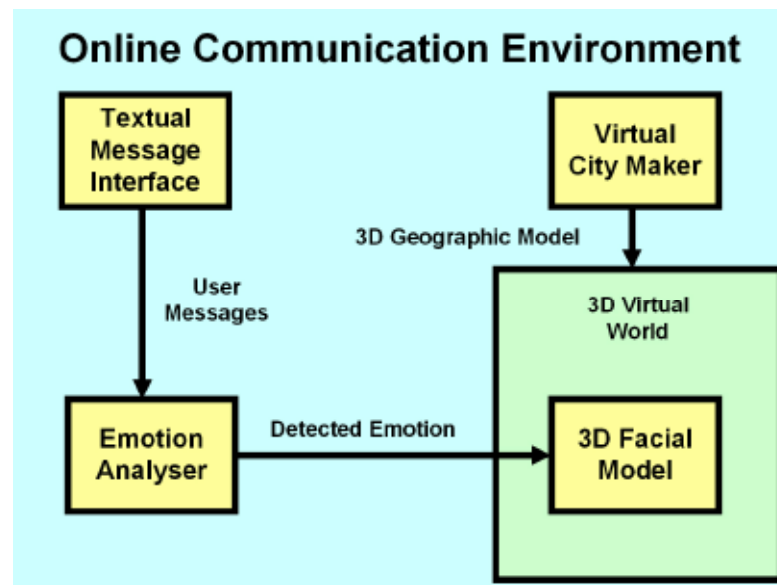 Online Communication Environment
Textual
Message
Interface
Virtual
City Maker
3D Geographic Model
User
Messages
3D Virtual
World
Emotion
Analyser
Detected Emotion
3D Facial
Model